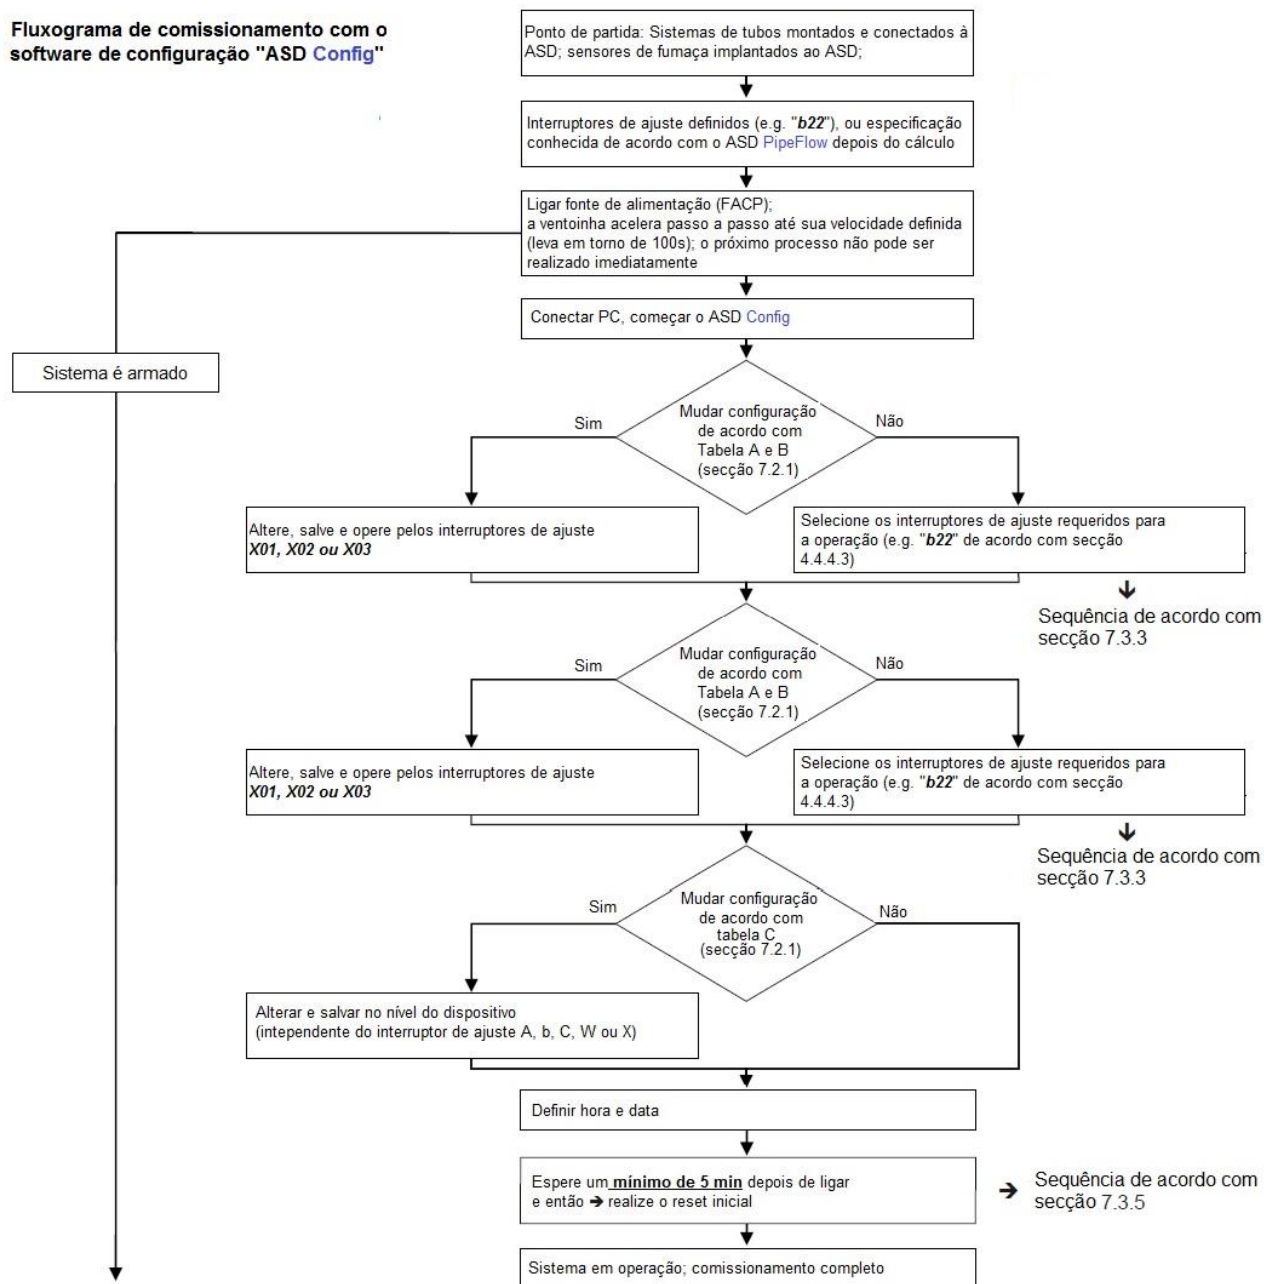 Fluxograma de comissionamento com o
software de configuração "ASD Config"
Ponto de partida: Sistemas de tubos montados e conectados à
ASD; sensores de fumaça implantados ao ASD;
Interruptores de ajuste definidos (e.g. "b22"), ou especificação
conhecida de acordo com o ASD PipeFlow depois do cálculo
Ligar fonte de alimentação (FACP);
a ventoinha acelera passo a passo até sua velocidade definida
(leva em torno de 100s); o próximo processo não pode ser
realizado imediatamente
Conectar PC, começar o ASD Config
Sistema é armado
Mudar configuração
de acordo com
Tabela A e B
(secção 7.2.1)
Sim
Não
Altere, salve e opere pelos interruptores de ajuste
X01, X02 ou X03
Selecione os interruptores de ajuste requeridos para
a operação (e.g. "b22" de acordo com secção
4.4.4.3)
Sequência de acordo com
secção 7.3.3
Mudar configuração
de acordo com
Tabela A e B
(secção 7.2.1)
Sim
Não
Altere, salve e opere pelos interruptores de ajuste
X01, X02 ou X03
Selecione os interruptores de ajuste requeridos para
a operação (e.g. "b22" de acordo com secção
4.4.4.3)
Sequência de acordo com
secção 7.3.3
Mudar configuração
de acordo com
tabela C
(secção 7.2.1)
Sim
Não
Alterar e salvar no nível do dispositivo
(intependente do interruptor de ajuste A, b, C, W ou X)
Definir hora e data
Espere um mínimo de 5 min depois de ligar
e então ➔ realize o reset inicial
➔ Sequência de acordo com
secção 7.3.5
Sistema em operação; comissionamento completo